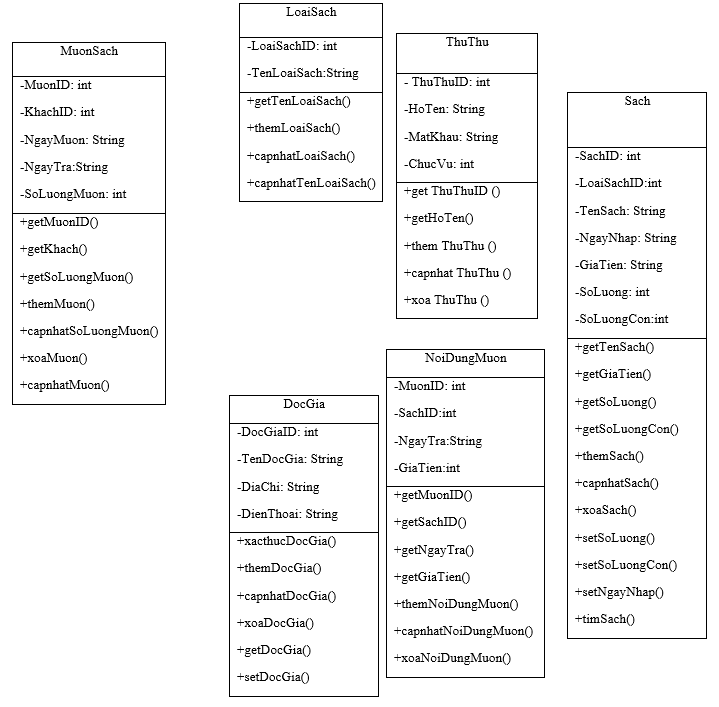 MuonSach
-MuonID: int
-KhachID: int
-NgayMuon: String
-NgayTra:String
-SoLuongMuon: int
+getMuonID()
+getKhach()
+getSoLuongMuon()
+themMuon()
+capnhatSoLuongMuon()
+xoaMuon()
+capnhatMuon()
LoaiSach
-LoaiSachID: int
-TenLoaiSach:String
+getTenLoaiSach()
+themLoaiSach()
+capnhatLoaiSach()
+capnhatTenLoaiSach()
ThuThu
- ThuThuID: int
-HoTen: String
-MatKhau: String
-ChucVu: int
+get ThuThuID ()
+getHoTen()
+them ThuThu ()
+capnhat ThuThu ()
+xoa ThuThu ()
Sach
-SachID: int
-LoaiSachID:int
-TenSach: String
-NgayNhap: String
-GiaTien: String
-SoLuong: int
-SoLuongCon:int
+getTenSach()
+getGiaTien()
+getSoLuong()
+getSoLuongCon()
+themSach()
+capnhatSach()
+xoaSach()
+setSoLuong()
+setSoLuongCon()
+setNgayNhap()
+timSach()
DocGia
-DocGiaID: int
-TenDocGia: String
-DiaChi: String
-DienThoai: String
+xacthucDocGia()
+themDocGia()
+capnhatDocGia()
+xoaDocGia()
+getDocGia()
+setDocGia()
NoiDungMuon
-MuonID: int
-SachID:int
-NgayTra:String
-GiaTien:int
+getMuonID()
+getSachID()
+getNgayTra()
+getGiaTien()
+themNoiDungMuon()
+capnhatNoiDungMuon()
+xoaNoiDungMuon()